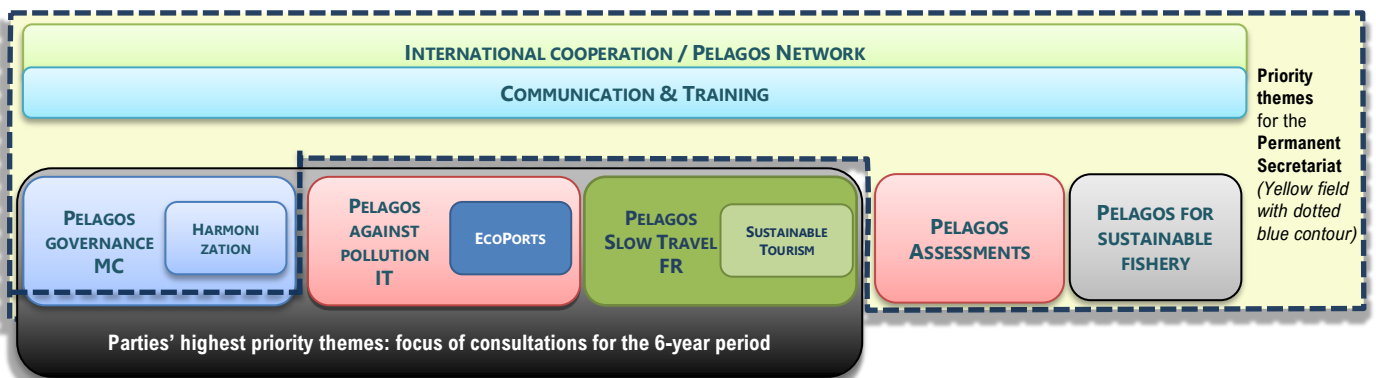 INTERNATIONAL COOPERATION / PELAGOS NETWORK
COMMUNICATION & TRAINING
Priority
themes
for the
Permanent
Secretariat
(Yellow field
with dotted
blue contour)
PELAGOS
GOVERNANCE
MC
HARMONI
ZATION
PELAGOS
AGAINST
POLLUTION
IT
ECOPORTS
PELAGOS
SLOW TRAVEL
FR
SUSTAINABLE
TOURISM
PELAGOS
ASSESSMENTS
PELAGOS FOR
SUSTAINABLE
FISHERY
Parties' highest priority themes: focus of consultations for the 6-year period